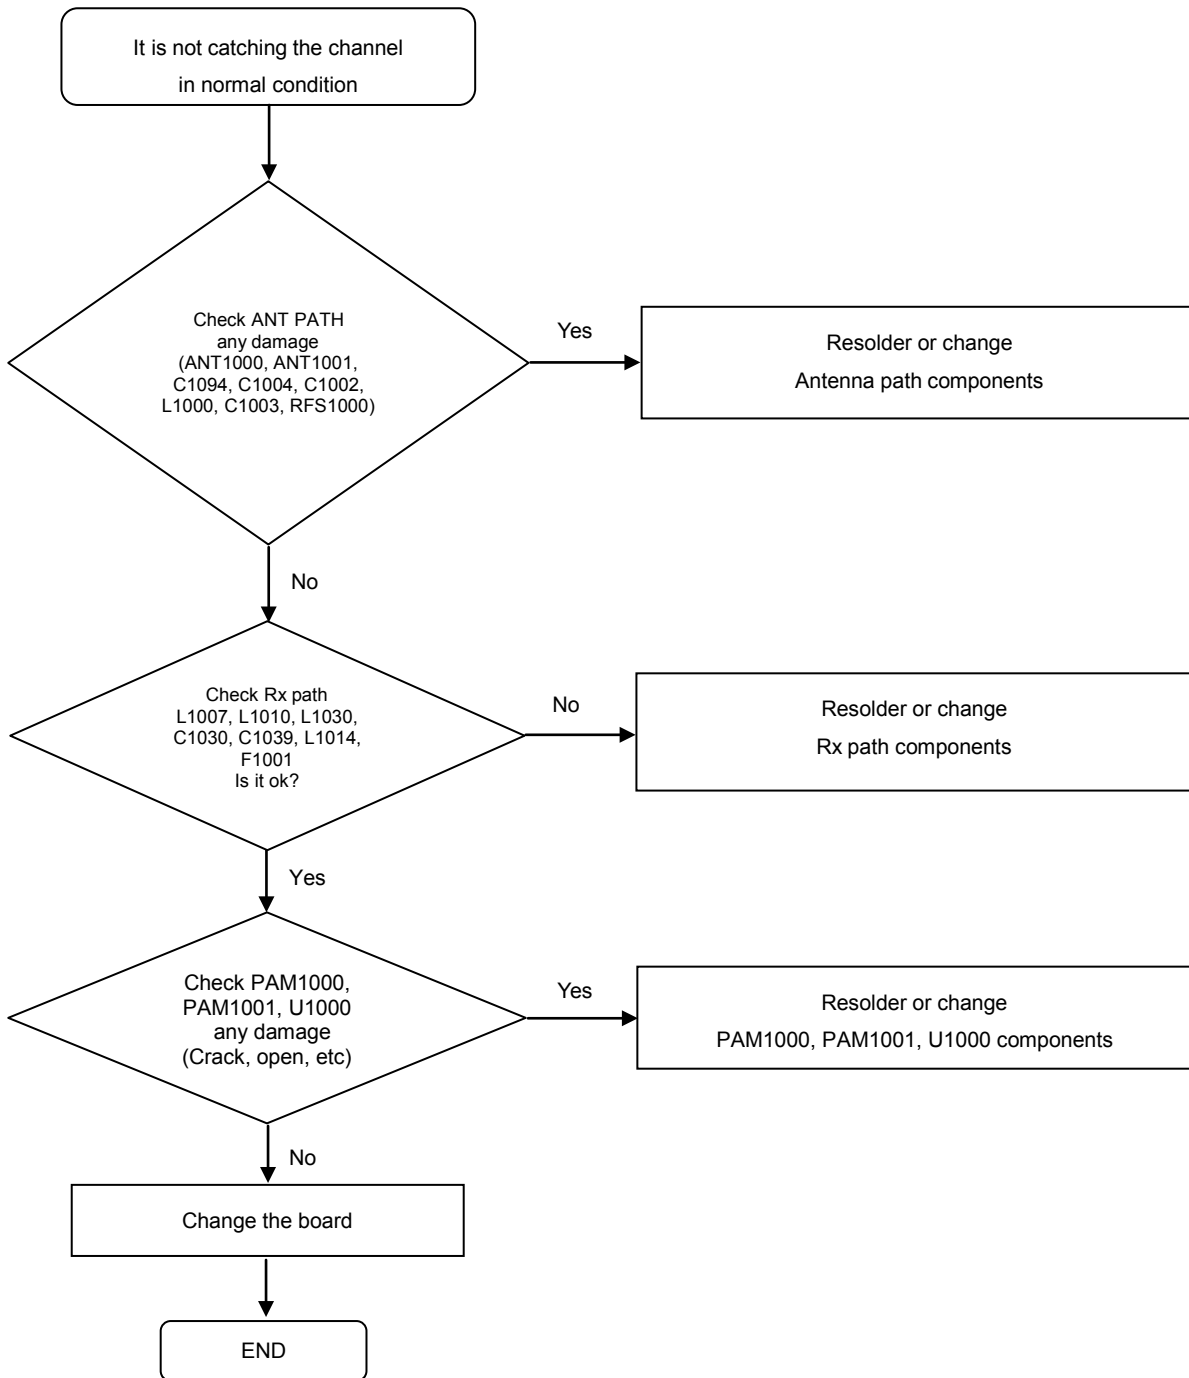 It is not catching the channel
in normal condition
Check ANT PATH
any damage
(ANT1000, ANT1001,
C1094, C1004, C1002,
L1000, C1003, RFS1000)
Yes
Resolder or change
Antenna path components
No
Check Rx path
L1007, L1010, L1030,
C1030, C1039, L1014,
F1001
Is it ok?
No
Resolder or change
Rx path components
Yes
Check PAM1000,
PAM1001, U1000
any damage
(Crack, open, etc)
Yes
Resolder or change
PAM1000, PAM1001, U1000 components
No
Change the board
END